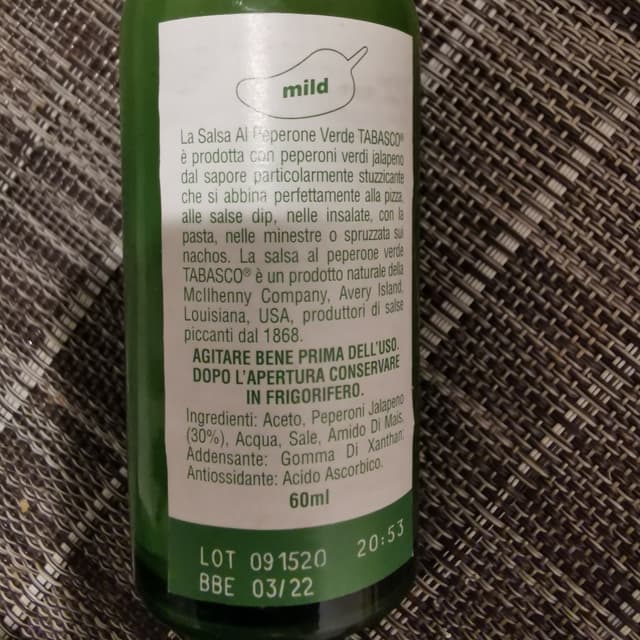 mild
La Salsa Al Peperone Verde TABASCO®
è prodotta con peperoni verdi jalapeno
dal sapore particolarmente stuzzicante
che si abbina perfettamente alla pizza,
alle salse dip, nelle insalate, con la
pasta, nelle minestre o spruzzata sui
nachos. La salsa al peperone verde
TABASCO® è un prodotto naturale della
McIlhenny Company, Avery Island,
Louisiana, USA, produttori di salse
piccanti dal 1868.
AGITARE BENE PRIMA DELL'USO.
DOPO L'APERTURA CONSERVARE
IN FRIGORIFERO.
Ingredienti: Aceto, Peperoni Jalapeno
(30%), Acqua, Sale, Amido Di Mais.
Addensante: Gomma Di Xanthan.
Antiossidante: Acido Ascorbico.
60ml
LOT 091520 20:53
BBE 03/22